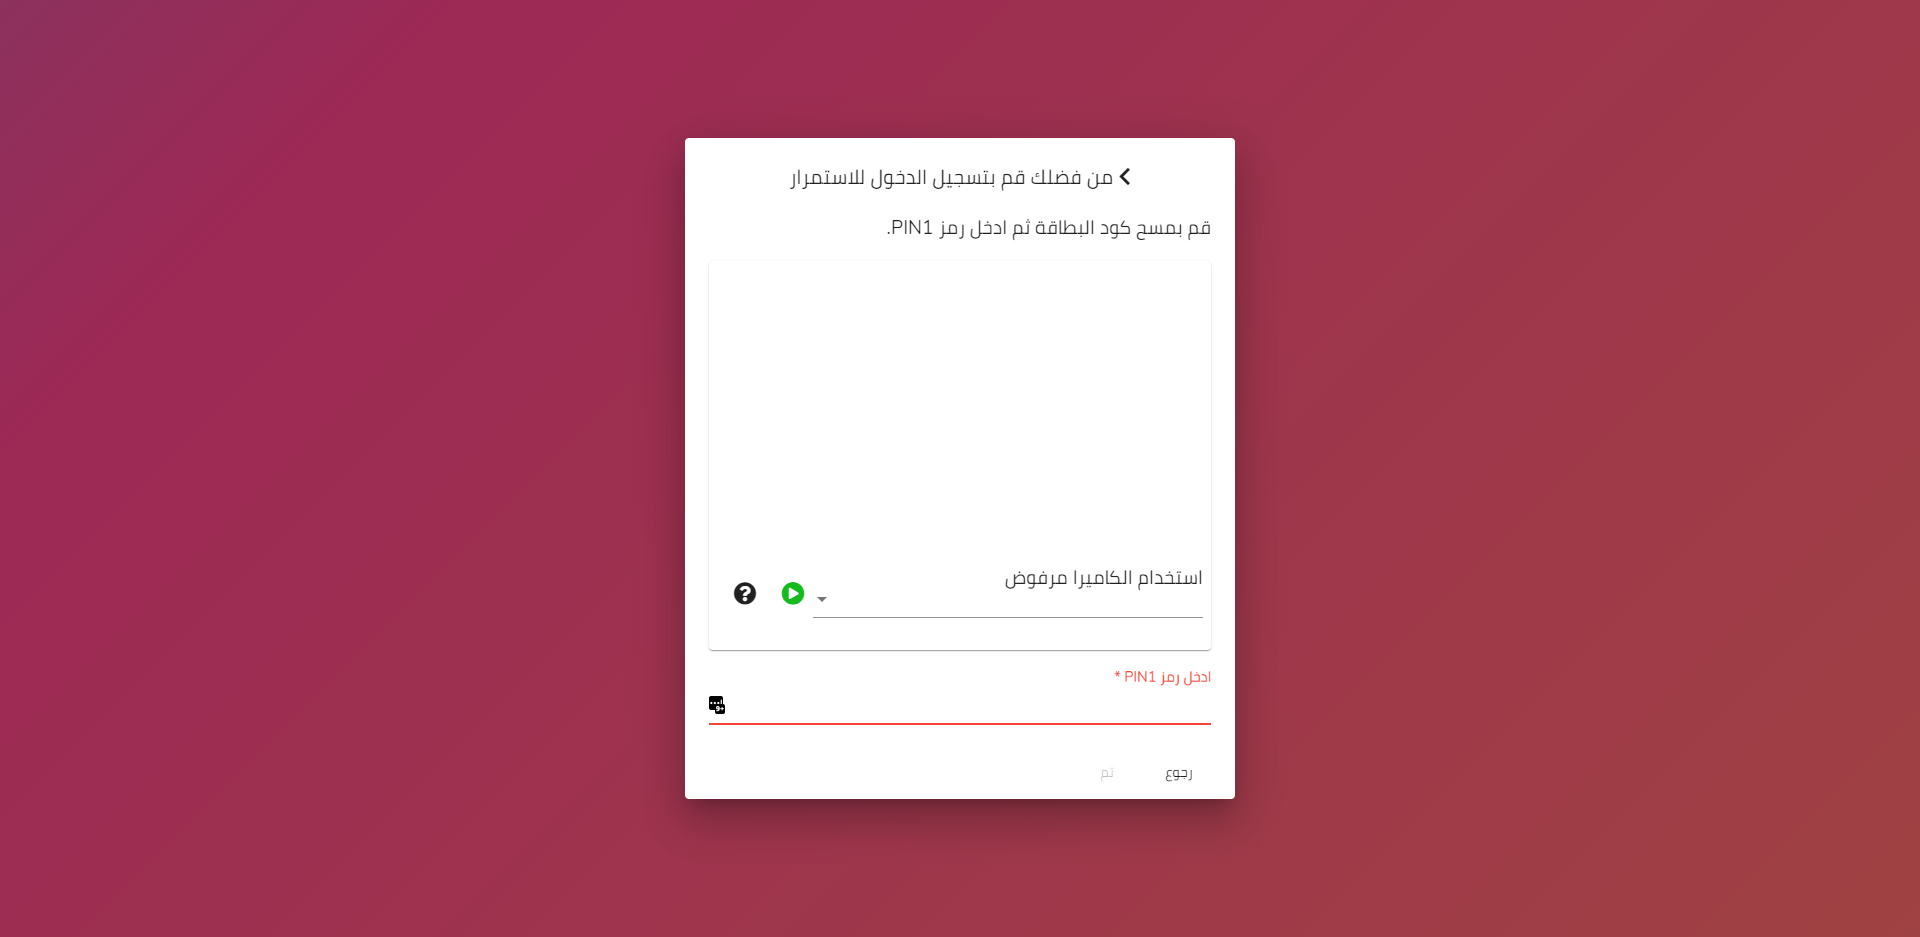 من فضلك قم بتسجيل الدخول للاستمرار
قم بمسح كود البطاقة ثم ادخل رمز PIN1.
استخدام الكاميرا مرفوض
ادخل رمز PIN1 *
9+
رجوع
تم